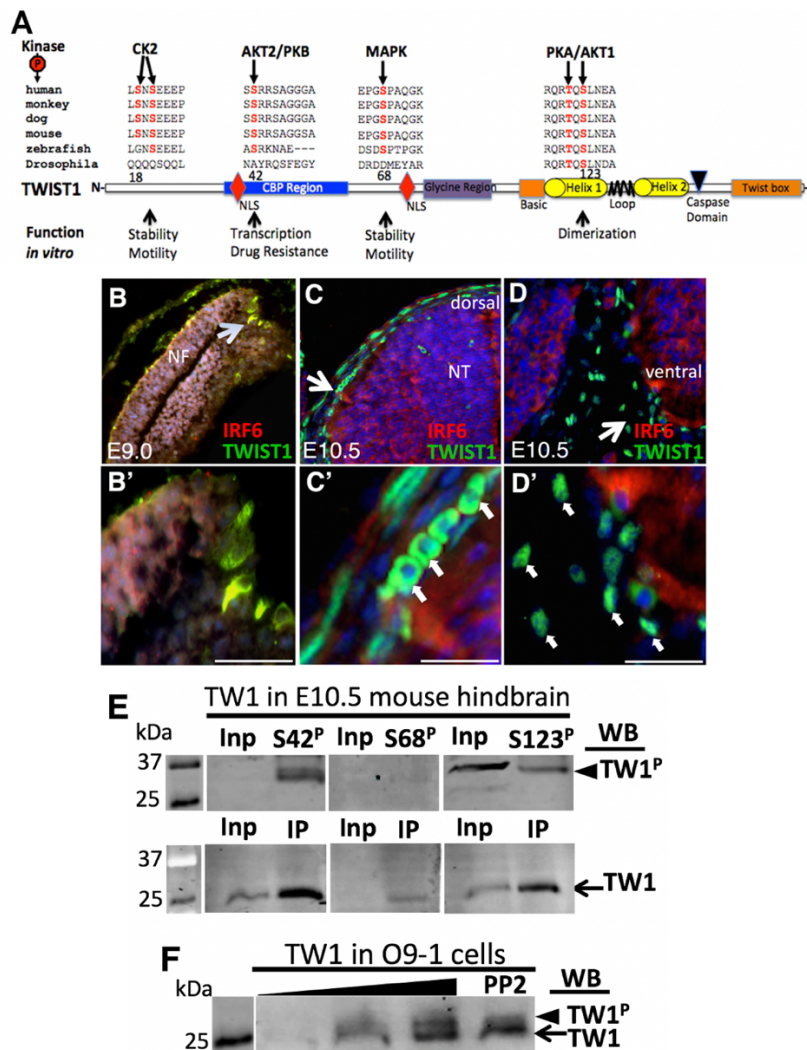 A
Kinase
P
CK2 AKT2/PKB MAPK PKA/AKT1
human LSNSEEEP SSRRSAGGGA EPGSPAQGK RQRTQSLNEA
monkey LSNSEEEP SSRRSAGGGA EPGSPAQGK RQRTQSLNEA
dog LSNSEEEP SSRRSAGGGA EPGSPAQGK RQRTQSLNEA
mouse LSNSEEEP SSRRSAGGGA EPGSPAQGK RQRTQSLNEA
zebrafish LGNSEEEP ASRKNAE--- DSDSPTPGK RQRTQSLNEA
Drosophila QQQQSQQL NAYRQSFEGY DRDDMEYAR RQRTQSLNDA
18 42 68 123
TWIST1 N- CBP Region Glycine Region Helix 1 Helix 2 Twist box
NLS NLS Basic Loop Caspase
Domain
Function
in vitro
Stability
Motility
Transcription
Drug Resistance
Stability
Motility
Dimerization
B
NF
E9.0
IRF6
TWIST1
C
dorsal
NT
E10.5
IRF6
TWIST1
D
ventral
E10.5
IRF6
TWIST1
B'
C'
D'
E
TW1 in E10.5 mouse hindbrain
kDa Inp S42P Inp S68P Inp S123P WB
37
25
TW1P
Inp IP Inp IP Inp IP
37
25
TW1
F
TW1 in O9-1 cells
kDa PP2 WB
25
TW1P
TW1